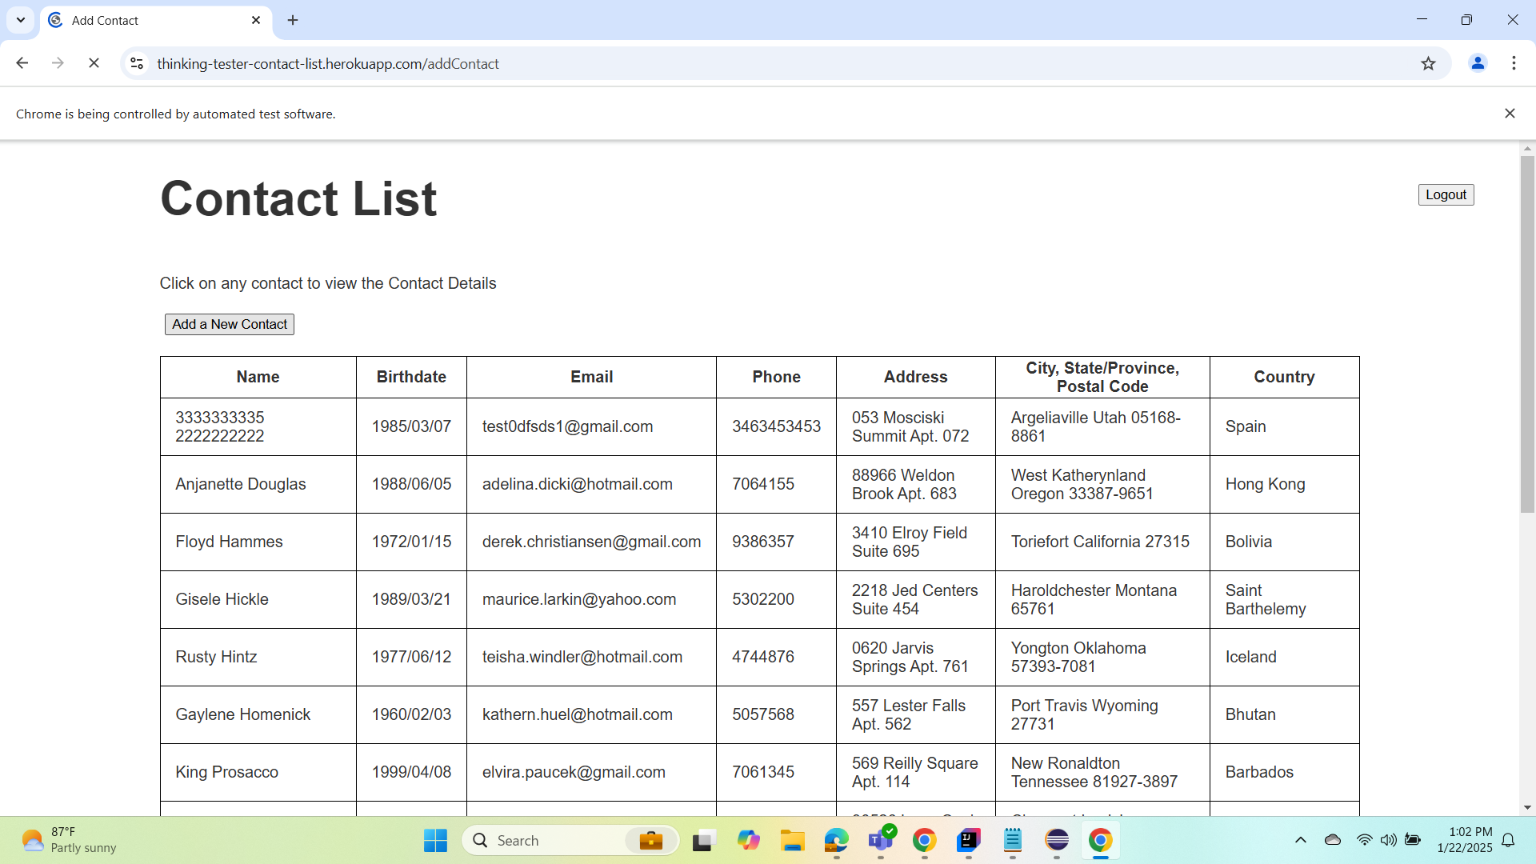 Add Contact
thinking-tester-contact-list.herokuapp.com/addContact
Chrome is being controlled by automated test software.
Contact List
Logout
Click on any contact to view the Contact Details
Add a New Contact
Name Birthdate Email Phone Address City, State/Province, Postal Code Country
3333333335 2222222222 1985/03/07 test0dfsds1@gmail.com 3463453453 053 Mosciski Summit Apt. 072 Argeliaville Utah 05168-8861 Spain
Anjanette Douglas 1988/06/05 adelina.dicki@hotmail.com 7064155 88966 Weldon Brook Apt. 683 West Katherynland Oregon 33387-9651 Hong Kong
Floyd Hammes 1972/01/15 derek.christiansen@gmail.com 9386357 3410 Elroy Field Suite 695 Toriefort California 27315 Bolivia
Gisele Hickle 1989/03/21 maurice.larkin@yahoo.com 5302200 2218 Jed Centers Suite 454 Haroldchester Montana 65761 Saint Barthelemy
Rusty Hintz 1977/06/12 teisha.windler@hotmail.com 4744876 0620 Jarvis Springs Apt. 761 Yongton Oklahoma 57393-7081 Iceland
Gaylene Homenick 1960/02/03 kathern.huel@hotmail.com 5057568 557 Lester Falls Apt. 562 Port Travis Wyoming 27731 Bhutan
King Prosacco 1999/04/08 elvira.paucek@gmail.com 7061345 569 Reilly Square Apt. 114 New Ronaldton Tennessee 81927-3897 Barbados
87°F
Partly sunny
Search
1:02 PM
1/22/2025